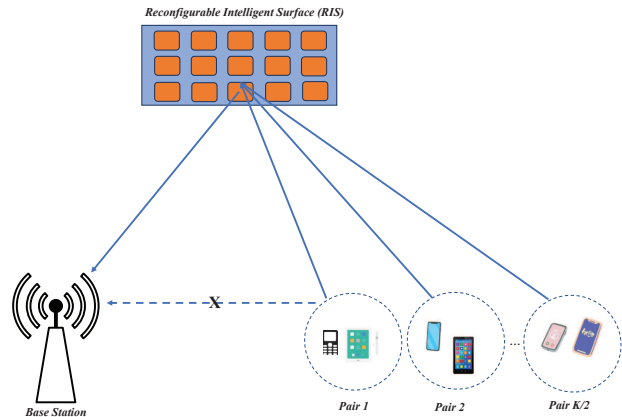 Reconfigurable Intelligent Surface (RIS)
X
...
Base Station
Pair 1
Pair 2
Pair K/2